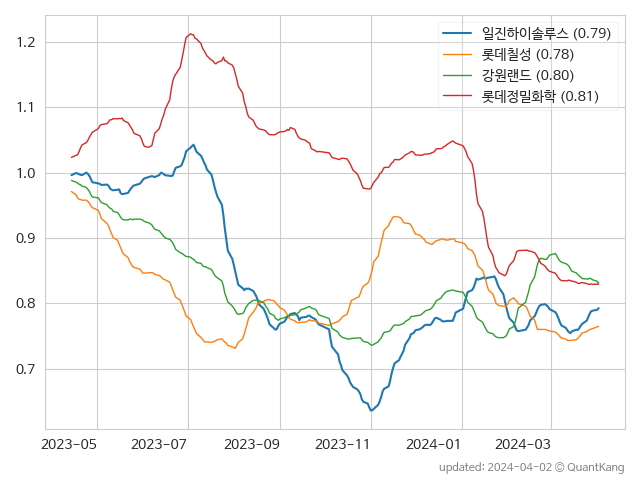 일진하이솔루스 (0.79)
롯데칠성 (0.78)
강원랜드 (0.80)
롯데정밀화학 (0.81)
1.2
1.1
1.0
0.9
0.8
0.7
2023-05 2023-07 2023-09 2023-11 2024-01 2024-03
updated: 2024-04-02 © QuantKang